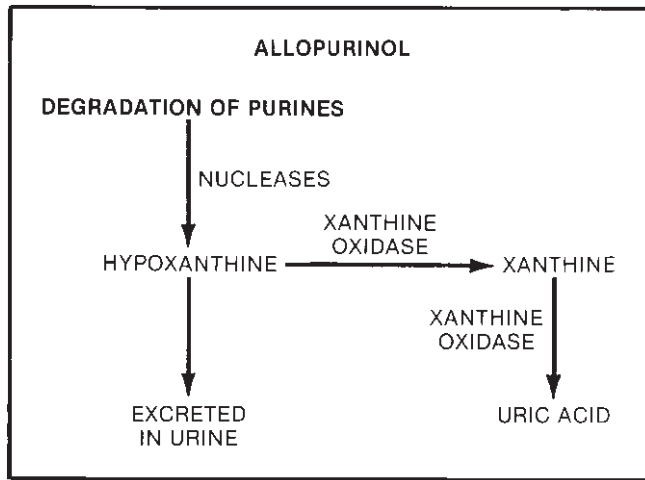 ALLOPURINOL
DEGRADATION OF PURINES
NUCLEASES
XANTHINE
OXIDASE
HYPOXANTHINE
XANTHINE
XANTHINE
OXIDASE
EXCRETED
IN URINE
URIC ACID